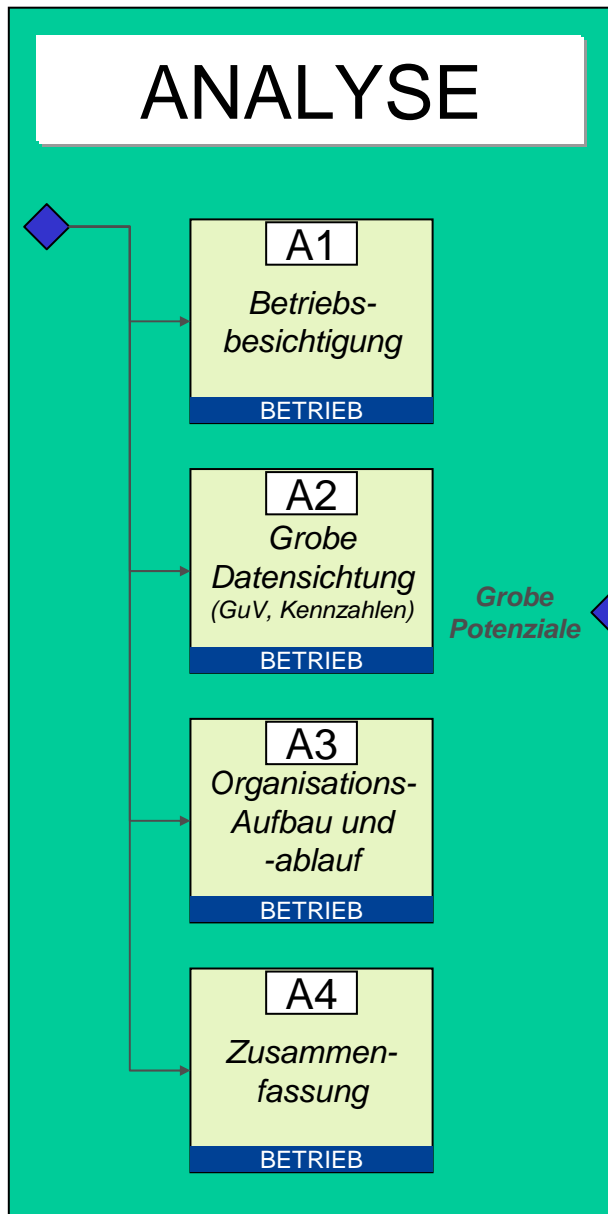 ANALYSE
A1
Betriebs-
besichtigung
BETRIEB
A2
Grobe
Datensichtung
(GuV, Kennzahlen)
BETRIEB
Grobe
Potenziale
A3
Organisations-
Aufbau und
-ablauf
BETRIEB
A4
Zusammen-
fassung
BETRIEB